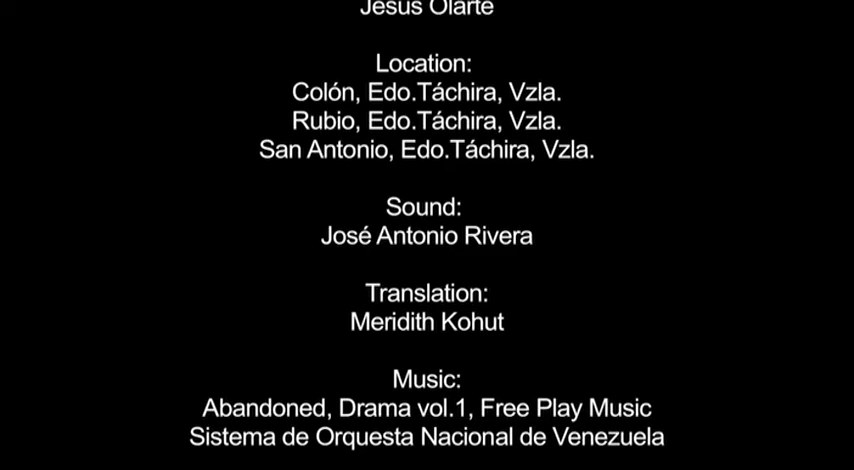 Jesús Olarte
Location:
Colón, Edo.Táchira, Vzla.
Rubio, Edo.Táchira, Vzla.
San Antonio, Edo.Táchira, Vzla.
Sound:
José Antonio Rivera
Translation:
Meridith Kohut
Music:
Abandoned, Drama vol.1, Free Play Music
Sistema de Orquesta Nacional de Venezuela